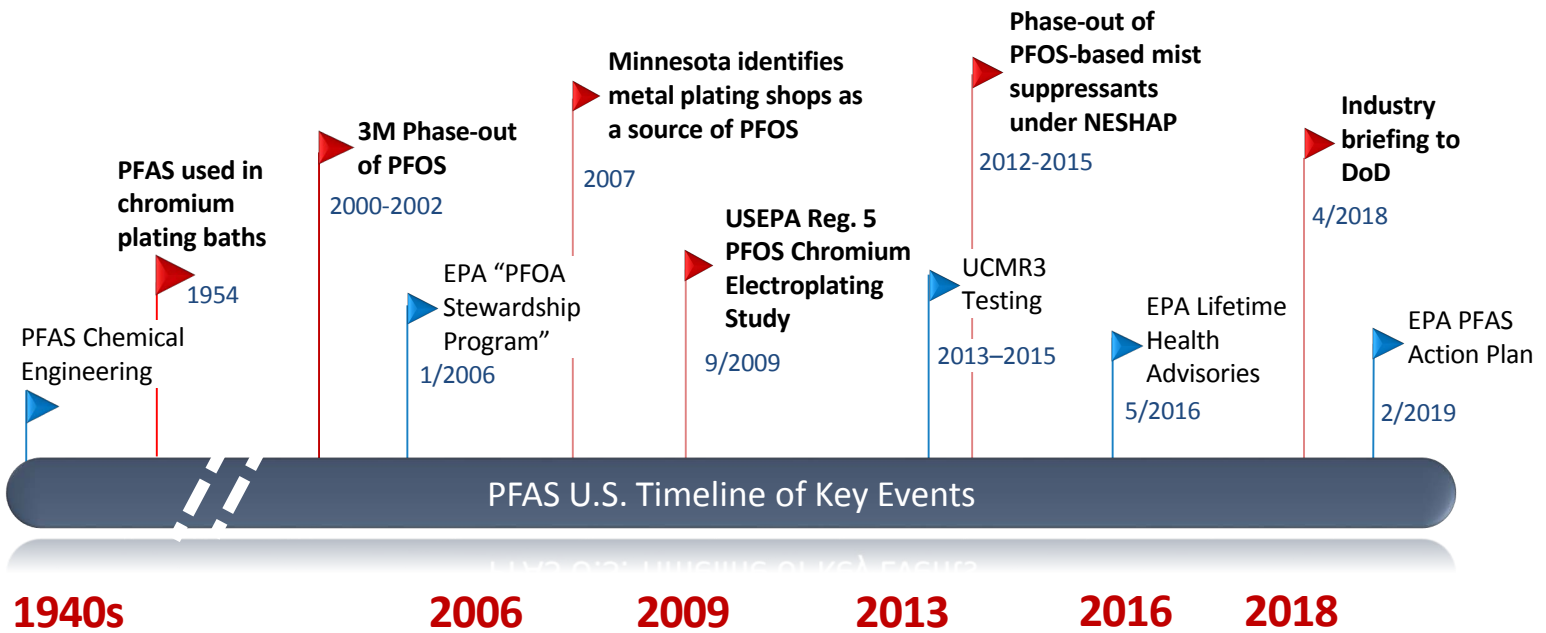 PFAS Chemical
Engineering
PFAS used in
chromium
plating baths
1954
3M Phase-out
of PFOS
2000-2002
EPA “PFOA
Stewardship
Program”
1/2006
Minnesota identifies
metal plating shops as
a source of PFOS
2007
USEPA Reg. 5
PFOS Chromium
Electroplating
Study
9/2009
UCMR3
Testing
2013–2015
Phase-out of
PFOS-based mist
suppressants
under NESHAP
2012-2015
EPA Lifetime
Health
Advisories
5/2016
Industry
briefing to
DoD
4/2018
EPA PFAS
Action Plan
2/2019
PFAS U.S. Timeline of Key Events
1940s
2006
2009
2013
2016
2018